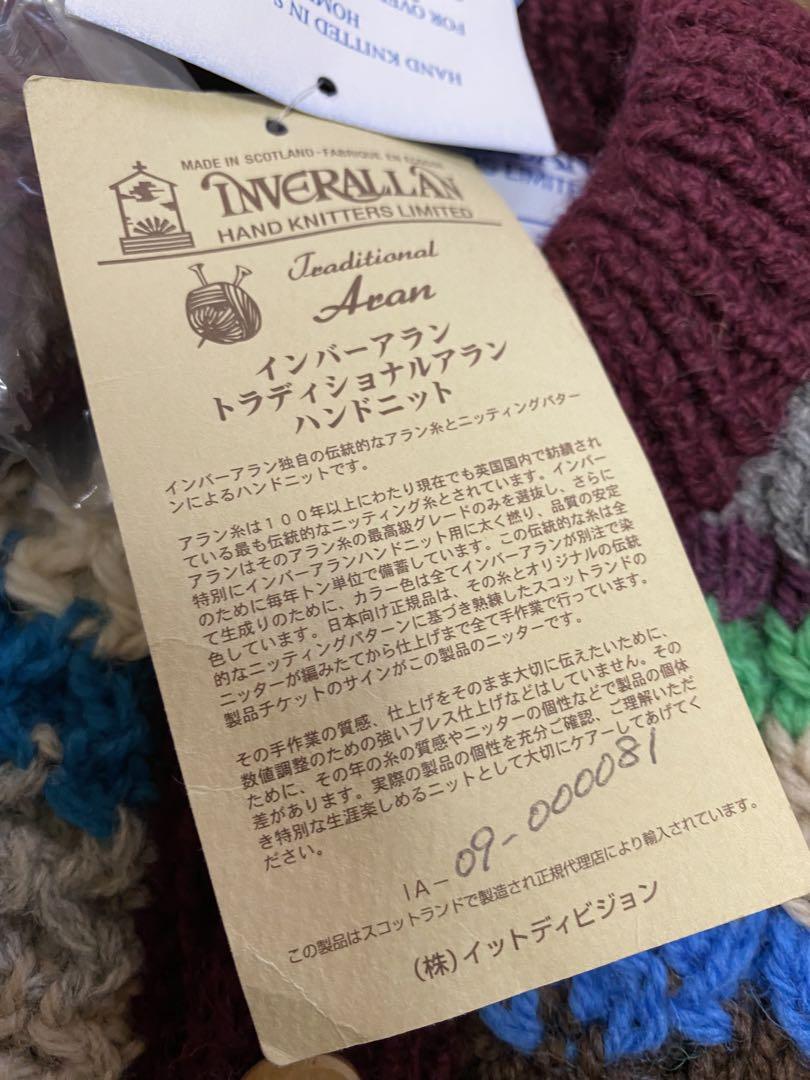 HAND KNITTED IN
FOR OVER
HOM
MADE IN SCOTLAND-FABRIQUE EN ECOSSE
INVERALLAN
HAND KNITTERS LIMITED
LIMITED
Traditional
Aran
インバーアラン
トラディショナルアラン
ハンドニット
インバーアラン独自の伝統的なアラン糸とニッティングパター
ンによるハンドニットです。
アラン糸は１００年以上にわたり現在でも英国国内で紡績され
ている最も伝統的なニッティング糸とされています。インバー
アランはそのアラン糸の最高級グレードのみを選抜し、さらに
特別にインバーアランハンドニット用に太く撚り、品質の安定
のために毎年トン単位で備蓄しています。この伝統的な糸は全
て生成りのために、カラー色は全てインバーアランが別注で染
色しています。日本向け正規品は、その糸とオリジナルの伝統
的なニッティングパターンに基づき熟練したスコットランドの
ニッターが編みたてから仕上げまで全て手作業で行っています。
製品チケットのサインがこの製品のニッターです。
その手作業の質感、仕上げをそのまま大切に伝えたいために、
数値調整のための強いプレス仕上げなどはしていません。その
ために、その年の糸の質感やニッターの個性などで製品の個体
差があります。実際の製品の個性を充分ご確認、ご理解いただ
き特別な生涯楽しめるニットとして大切にケアーしてあげてく
ださい。
IA-09-000081
この製品はスコットランドで製造され正規代理店により輸入されています。
（株）イットディビジョン